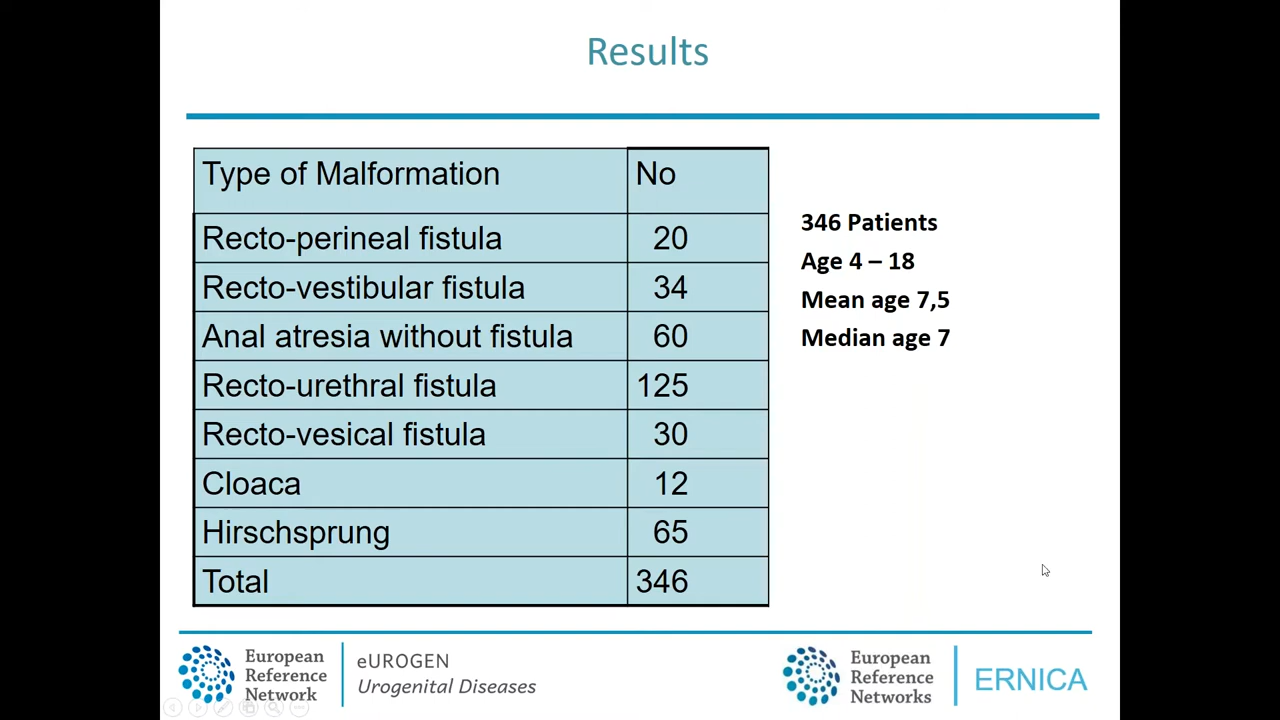 Results
Type of Malformation No
Recto-perineal fistula 20
Recto-vestibular fistula 34
Anal atresia without fistula 60
Recto-urethral fistula 125
Recto-vesical fistula 30
Cloaca 12
Hirschsprung 65
Total 346
346 Patients
Age 4 – 18
Mean age 7,5
Median age 7
European
Reference
Network
eUROGEN
Urogenital Diseases
European
Reference
Networks
ERNICA